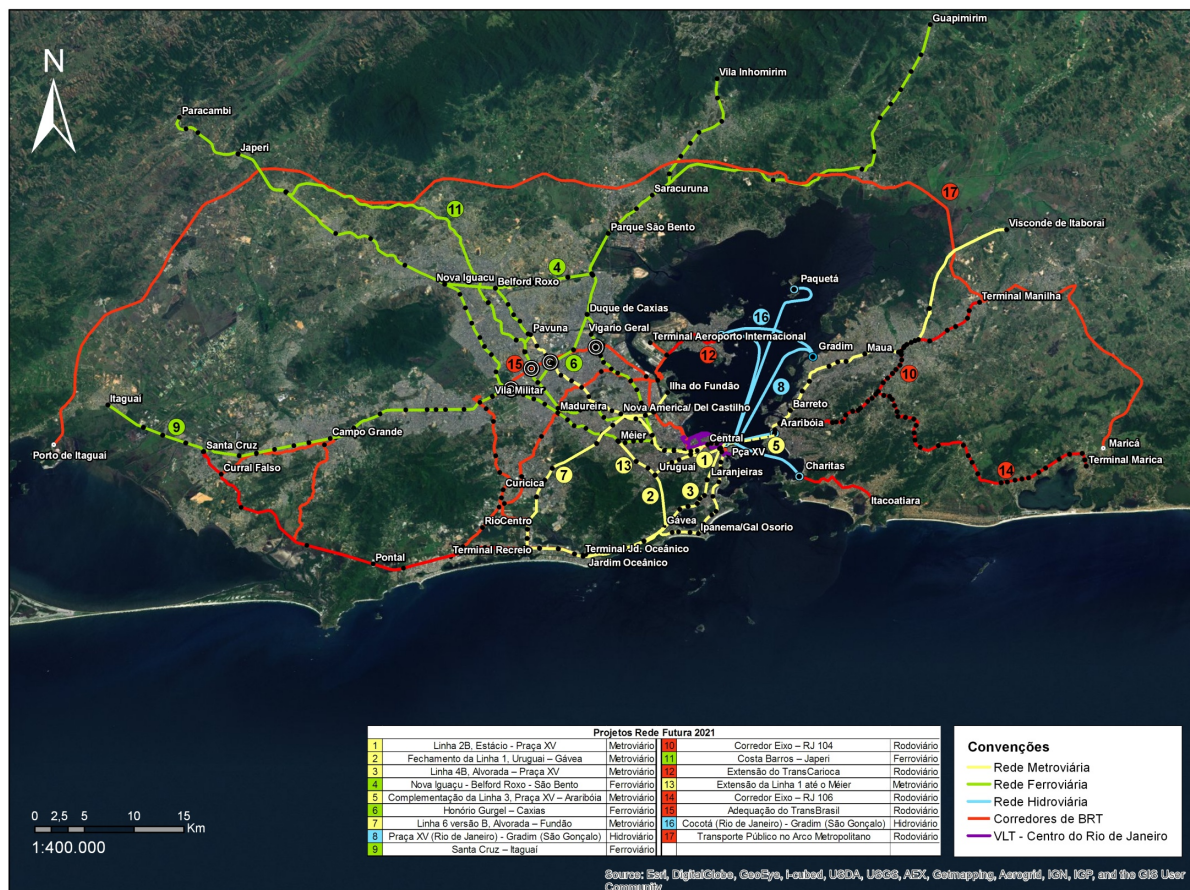 Guapimirim
Vila Inhomirim
N
Paracambi
Japeri
Saracuruna
17
11
Visconde de Itaborai
Parque São Bento
4
Nova Iguacu
Belford Roxo
Paquetá
Terminal Manilha
Duque de Caxias
16
Pavuna
Vigario Geral
Terminal Aeroporto Internacional
Gradim
Maua
12
6
15
10
Ilha do Fundão
8
Vila Militar
Itaguai
Madureira
Nova America/ Del Castilho
Barreto
Araribóia
9
Campo Grande
Santa Cruz
Méier
Central
5
Porto de Itaguai
Curral Falso
Pça XV
1
Maricá
Terminal Marica
13
Uruguai
Laranjeiras
Charitas
14
7
Curicica
2
3
Itacoatiara
RioCentro
Gávea
Ipanema/Gal Osorio
Pontal
Terminal Recreio
Terminal Jd. Oceânico
Jardim Oceânico
Projetos Rede Futura 2021
1 Linha 2B, Estácio - Praça XV Metroviário 10 Corredor Eixo – RJ 104 Rodoviário
2 Fechamento da Linha 1, Uruguai – Gávea Metroviário 11 Costa Barros – Japeri Ferroviário
3 Linha 4B, Alvorada – Praça XV Metroviário 12 Extensão do TransCarioca Rodoviário
4 Nova Iguaçu - Belford Roxo - São Bento Ferroviário 13 Extensão da Linha 1 até o Méier Metroviário
5 Complementação da Linha 3, Praça XV – Arariboia Metroviário 14 Corredor Eixo – RJ 106 Rodoviário
6 Honório Gurgel – Caxias Ferroviário 15 Adequação do TransBrasil Rodoviário
7 Linha 6 versão B, Alvorada – Fundão Metroviário 16 Cocotá (Rio de Janeiro) - Gradim (São Gonçalo) Hidriviário
8 Praça XV (Rio de Janeiro) - Gradim (São Gonçalo) Hidriviário 17 Transporte Público no Arco Metropolitano Rodoviário
9 Santa Cruz – Itaguaí Ferroviário
Convenções
Rede Metroviária
Rede Ferroviária
Rede Hidroviária
Corredores de BRT
VLT - Centro do Rio de Janeiro
0 2,5 5 10 15
Km
1:400.000
Source: Esri, DigitalGlobe, GeoEye, i-cubed, USDA, USGS, AEX, Getmapping, Aerogrid, IGN, IGP, and the GIS User
Community